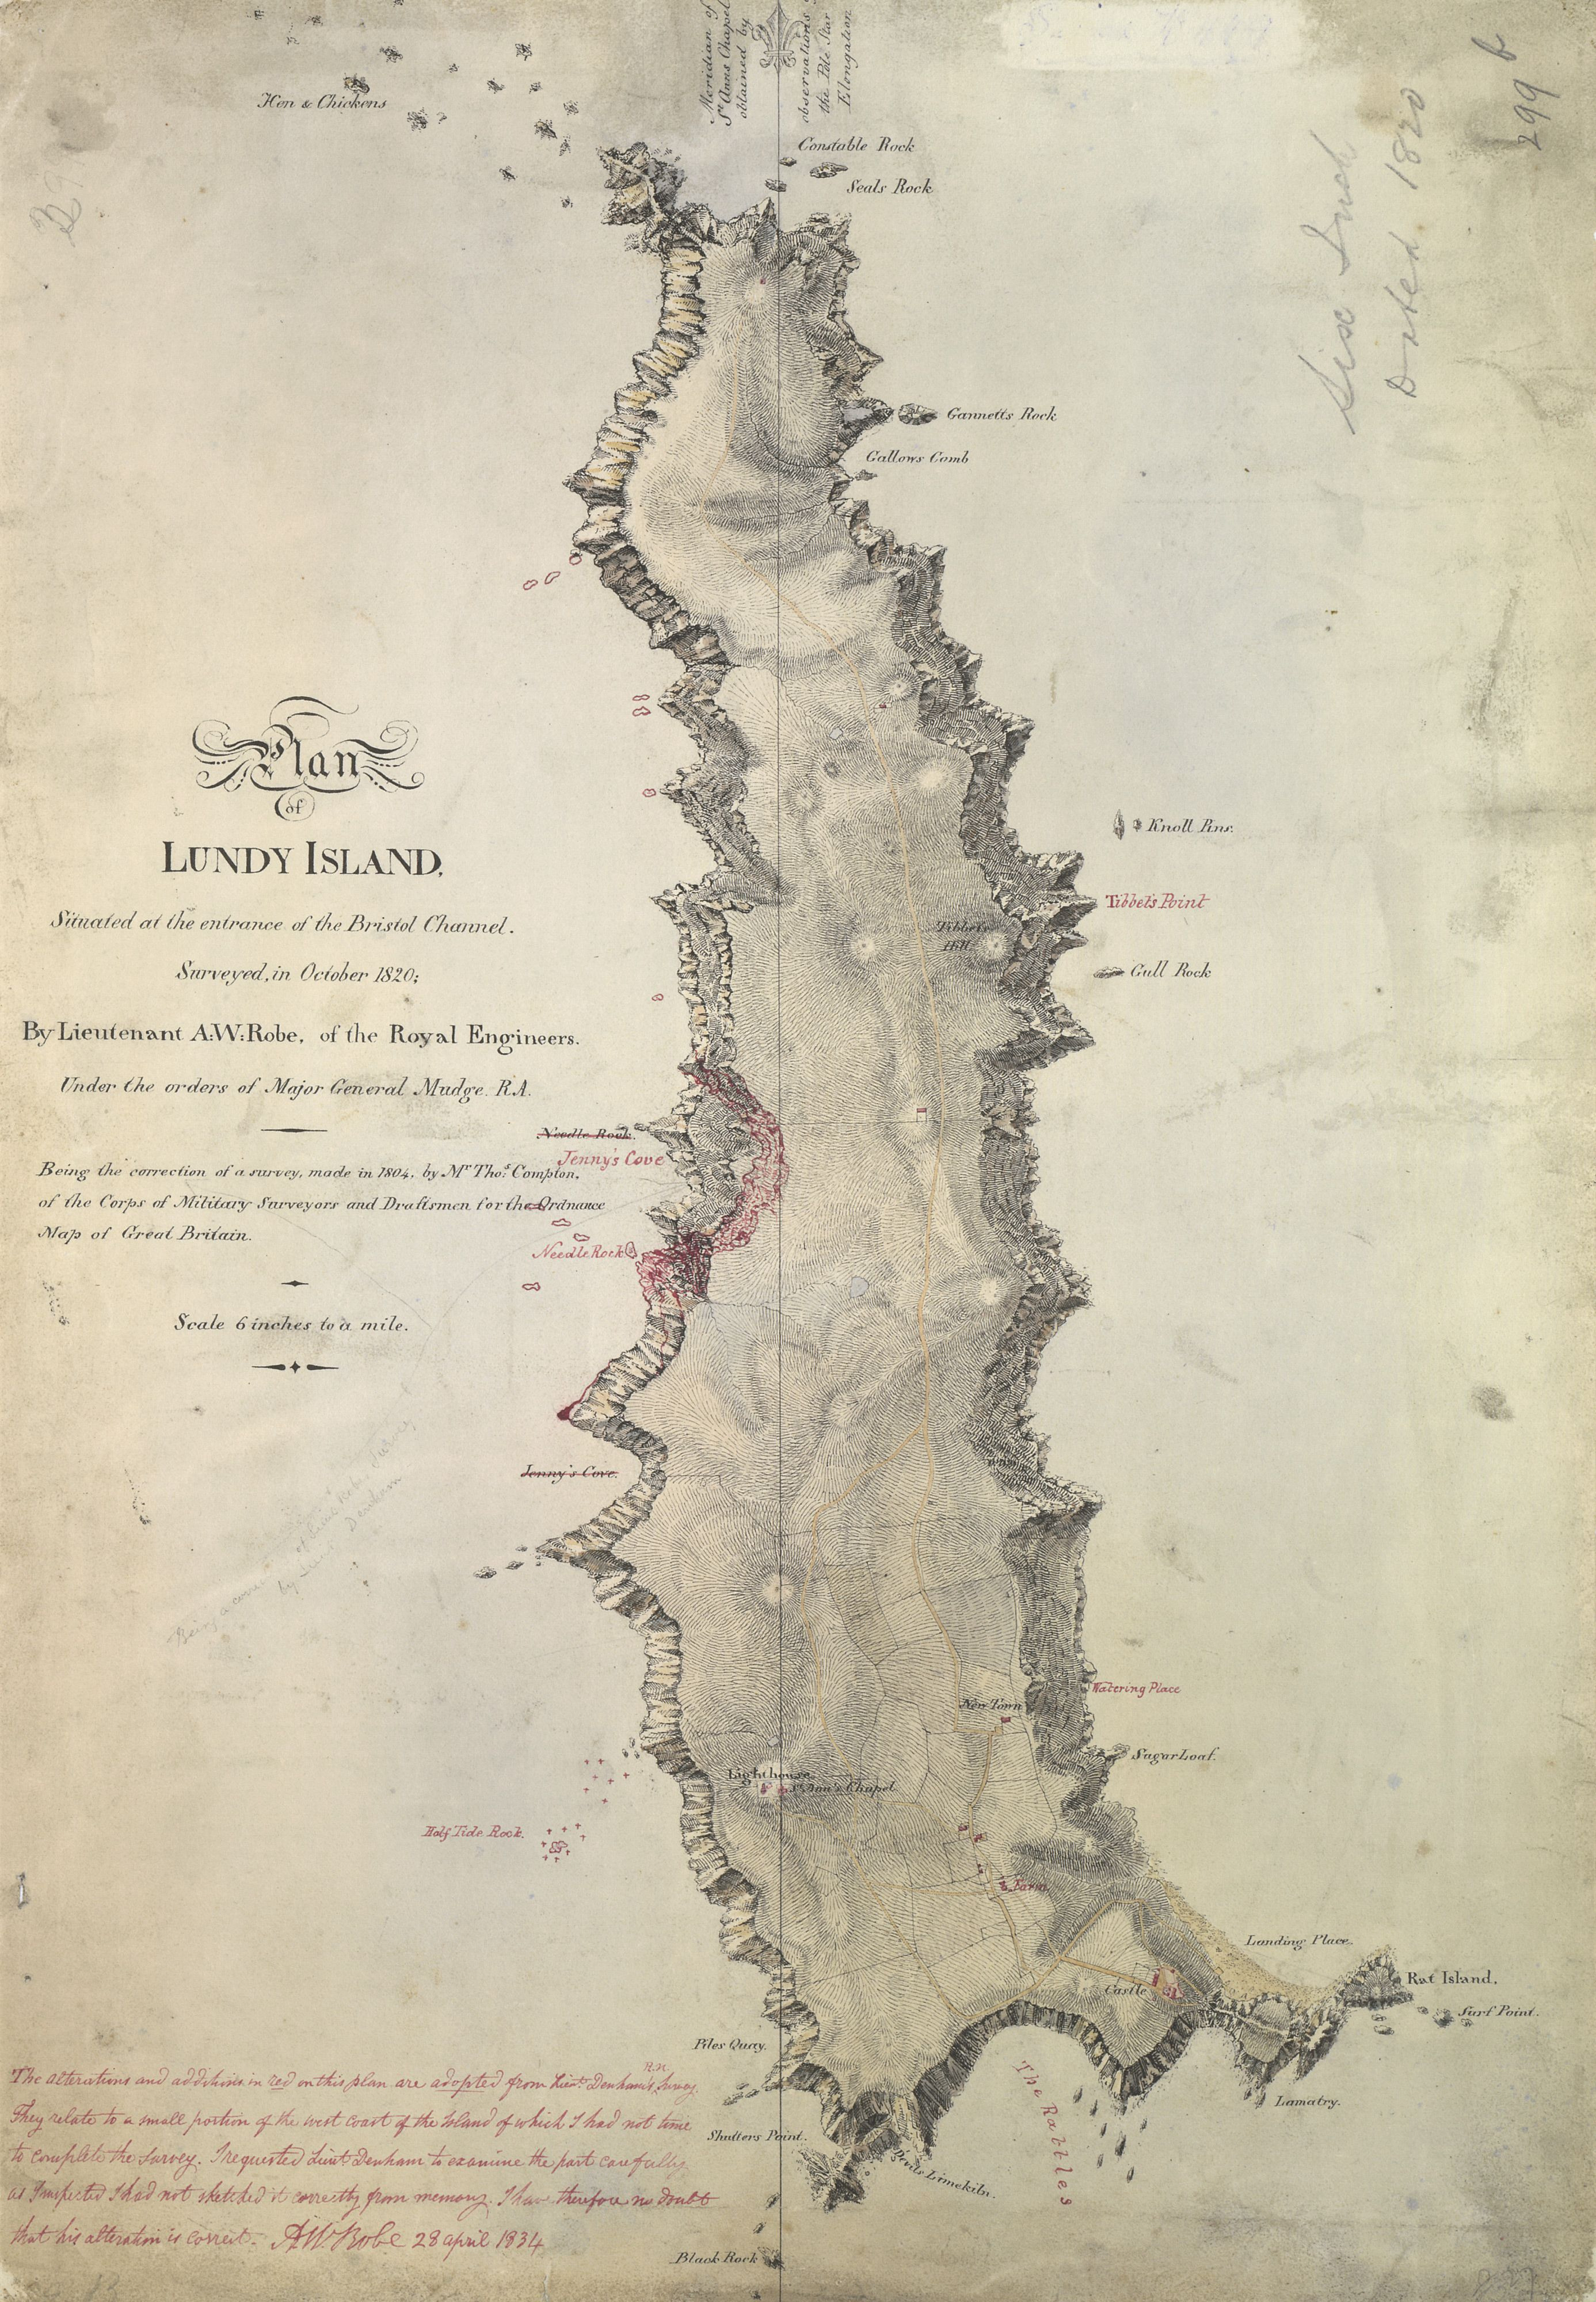 Meridian of
St. Anns Chapel
obtained by
observations of
the Pole Star
Elongation
299 b
Six Inch
Dated 1820
Hen & Chickens
Constable Rock
Seals Rock
Gannetts Rock
Gallows Comb
Plan
of
LUNDY ISLAND,
Situated at the entrance of the Bristol Channel.
Surveyed, in October 1820;
By Lieutenant A:W:Robe, of the Royal Engineers.
Under the orders of Major General Mudge. R.A.
Being the correction of a survey, made in 1804, by Mr. Thos. Compton,
of the Corps of Military Surveyors and Draftsmen for the Ordnance
Map of Great Britain.
Scale 6 inches to a mile.
Knoll Pins.
Tibbet's Point
Tibbets
Hill
Gull Rock
Needle Rock.
Jenny's Cove
Needle Rock
Jenny's Cove.
by
Denham
Watering Place
New Town
Sugar Loaf.
Lighthouse
St. Ann's Chapel
Half Tide Rock.
Farm
Landing Place.
Rat Island.
Castle
Surf Point.
Piles Quay.
Lamatry.
The Rattles
Shutters Point.
Devils Limekiln.
Black Rock
The alterations and additions in red on this plan are adopted from Lieut. Denham's R.N. Survey.
They relate to a small portion of the west coast of the Island of which I had not time
to complete the survey. I requested Lieut. Denham to examine the part carefully
as I suspected I had not sketched it correctly from memory. I have therefore no doubt
that his alteration is correct. AW Robe 28 april 1834